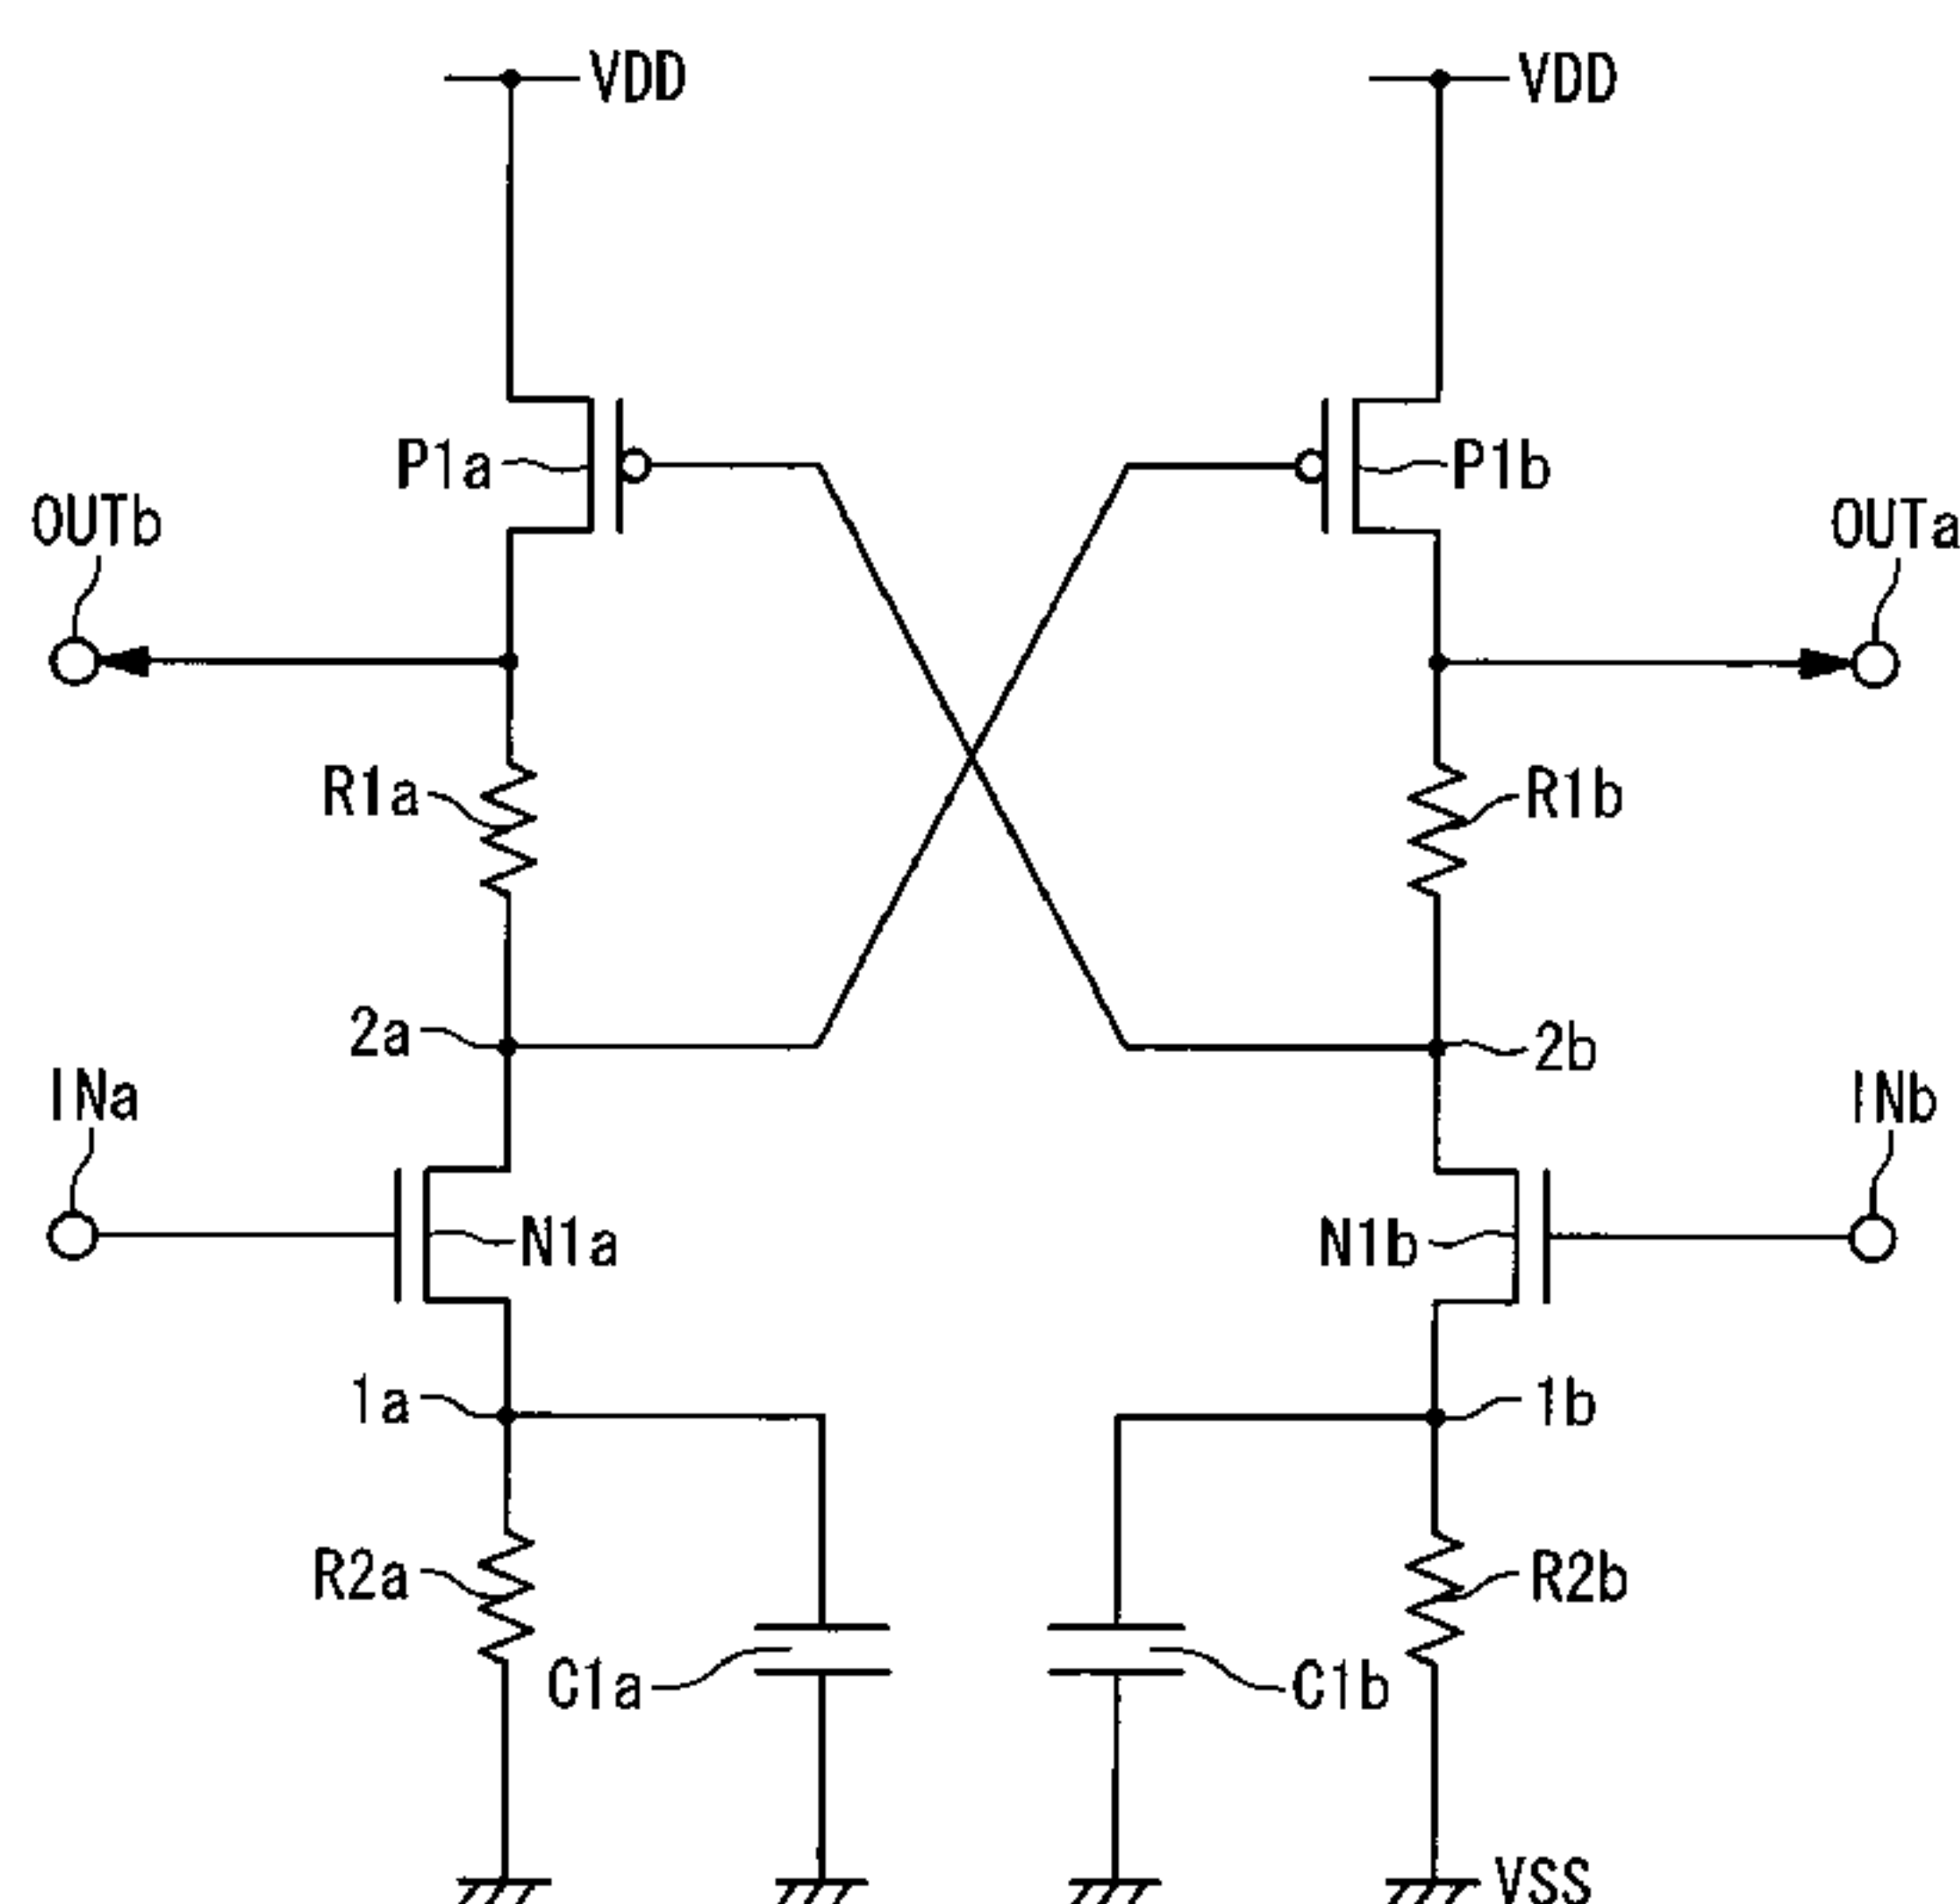 VDD
VDD
P1a
P1b
OUTb
OUTa
R1a
R1b
2a
2b
INa
INb
N1a
N1b
1a
1b
R2a
R2b
C1a
C1b
VSS